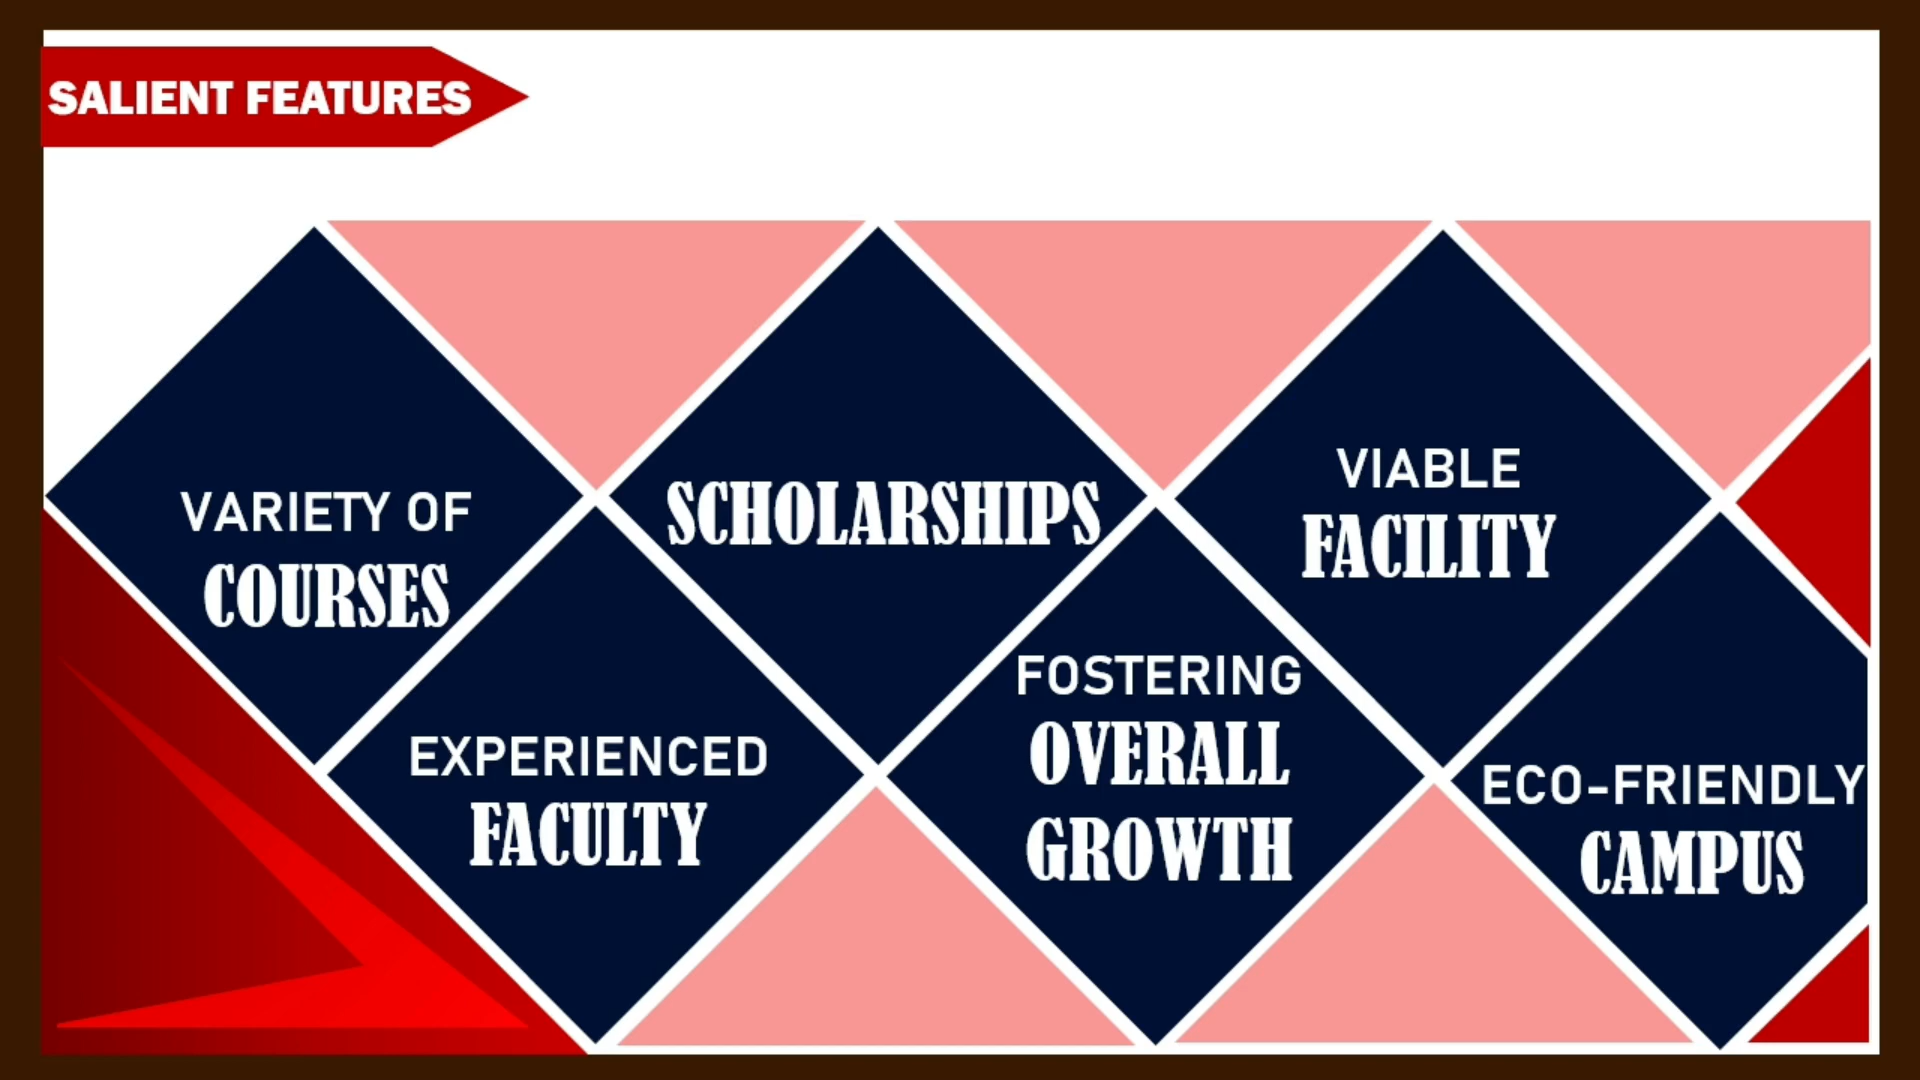 SALIENT FEATURES
VARIETY OF
COURSES
SCHOLARSHIPS
VIABLE
FACILITY
EXPERIENCED
FACULTY
FOSTERING
OVERALL
GROWTH
ECO-FRIENDLY
CAMPUS